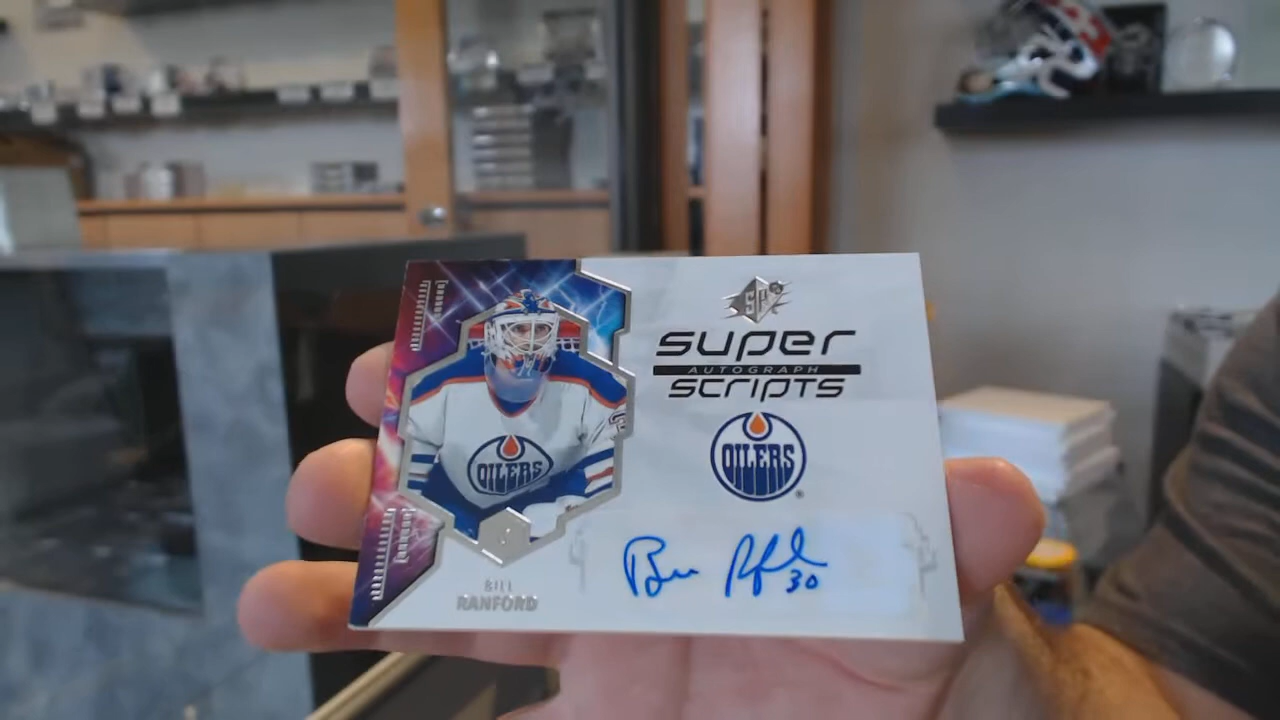 SPx
super
AUTOGRAPH
scripts
OILERS
OILERS
BILL
RANFORD
30